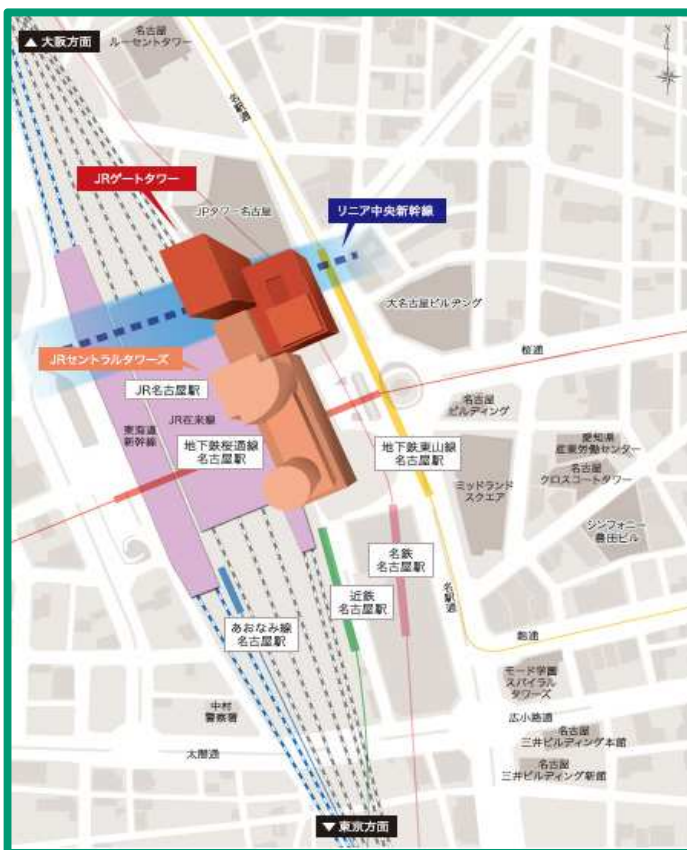 ▲ 大阪方面
名古屋
ルーセントタワー
名駅通
JRゲートタワー
JPタワー名古屋
リニア中央新幹線
大名古屋ビルヂング
桜通
JRセントラルタワーズ
JR名古屋駅
JR在来線
東海道
新幹線
地下鉄桜通線
名古屋駅
地下鉄東山線
名古屋駅
名古屋
ビルディング
愛知県
産業労働センター
名古屋
クロスコートタワー
ミッドランド
スクエア
シンフォニー
豊田ビル
名鉄
名古屋駅
近鉄
名古屋駅
名駅通
あおなみ線
名古屋駅
錦通
モード学園
スパイラル
タワーズ
中村
警察署
広小路通
太閤通
名古屋
三井ビルディング本館
名古屋
三井ビルディング新館
▼ 東京方面